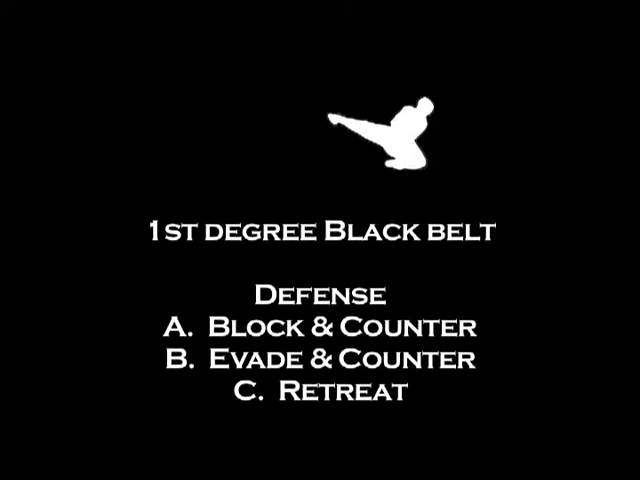 1st degree Black belt
Defense
A. Block & Counter
B. Evade & Counter
C. Retreat